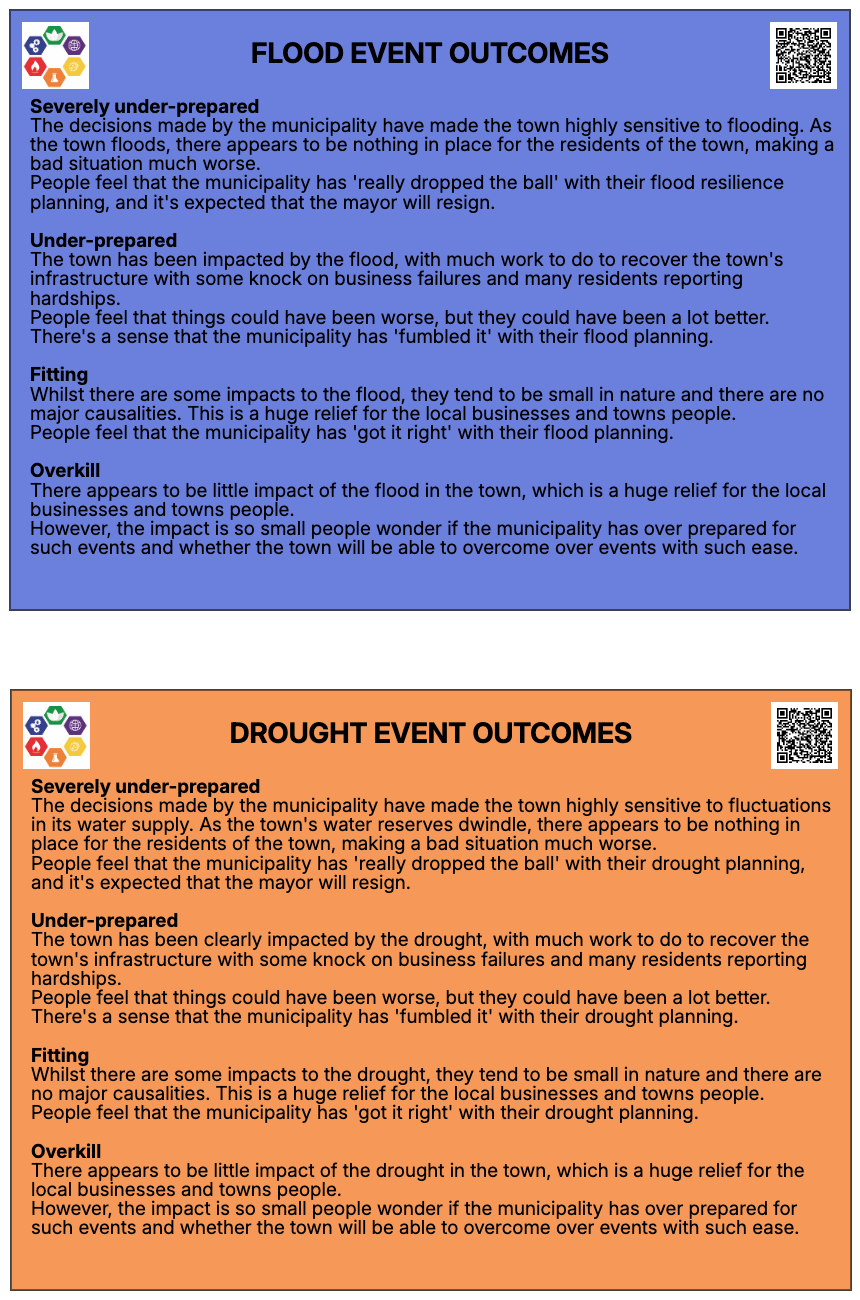 FLOOD EVENT OUTCOMES
Severely under-prepared
The decisions made by the municipality have made the town highly sensitive to flooding. As
the town floods, there appears to be nothing in place for the residents of the town, making a
bad situation much worse.
People feel that the municipality has 'really dropped the ball' with their flood resilience
planning, and it's expected that the mayor will resign.
Under-prepared
The town has been impacted by the flood, with much work to do to recover the town's
infrastructure with some knock on business failures and many residents reporting
hardships.
People feel that things could have been worse, but they could have been a lot better.
There's a sense that the municipality has 'fumbled it' with their flood planning.
Fitting
Whilst there are some impacts to the flood, they tend to be small in nature and there are no
major causalities. This is a huge relief for the local businesses and towns people.
People feel that the municipality has 'got it right' with their flood planning.
Overkill
There appears to be little impact of the flood in the town, which is a huge relief for the local
businesses and towns people.
However, the impact is so small people wonder if the municipality has over prepared for
such events and whether the town will be able to overcome over events with such ease.
DROUGHT EVENT OUTCOMES
Severely under-prepared
The decisions made by the municipality have made the town highly sensitive to fluctuations
in its water supply. As the town's water reserves dwindle, there appears to be nothing in
place for the residents of the town, making a bad situation much worse.
People feel that the municipality has 'really dropped the ball' with their drought planning,
and it's expected that the mayor will resign.
Under-prepared
The town has been clearly impacted by the drought, with much work to do to recover the
town's infrastructure with some knock on business failures and many residents reporting
hardships.
People feel that things could have been worse, but they could have been a lot better.
There's a sense that the municipality has 'fumbled it' with their drought planning.
Fitting
Whilst there are some impacts to the drought, they tend to be small in nature and there are
no major causalities. This is a huge relief for the local businesses and towns people.
People feel that the municipality has 'got it right' with their drought planning.
Overkill
There appears to be little impact of the drought in the town, which is a huge relief for the
local businesses and towns people.
However, the impact is so small people wonder if the municipality has over prepared for
such events and whether the town will be able to overcome over events with such ease.